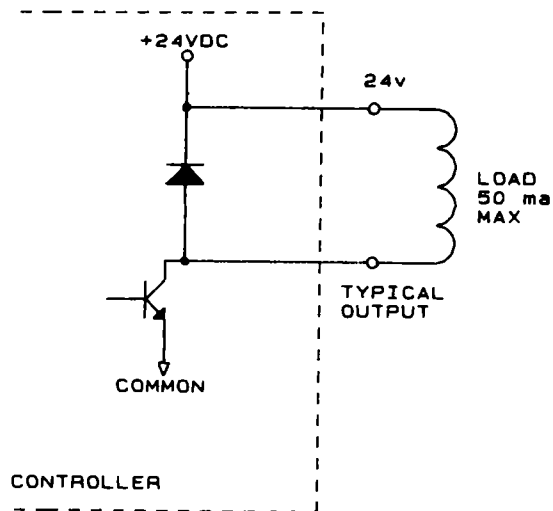 +24VDC
24v
LOAD
50 ma
MAX
TYPICAL
OUTPUT
COMMON
CONTROLLER